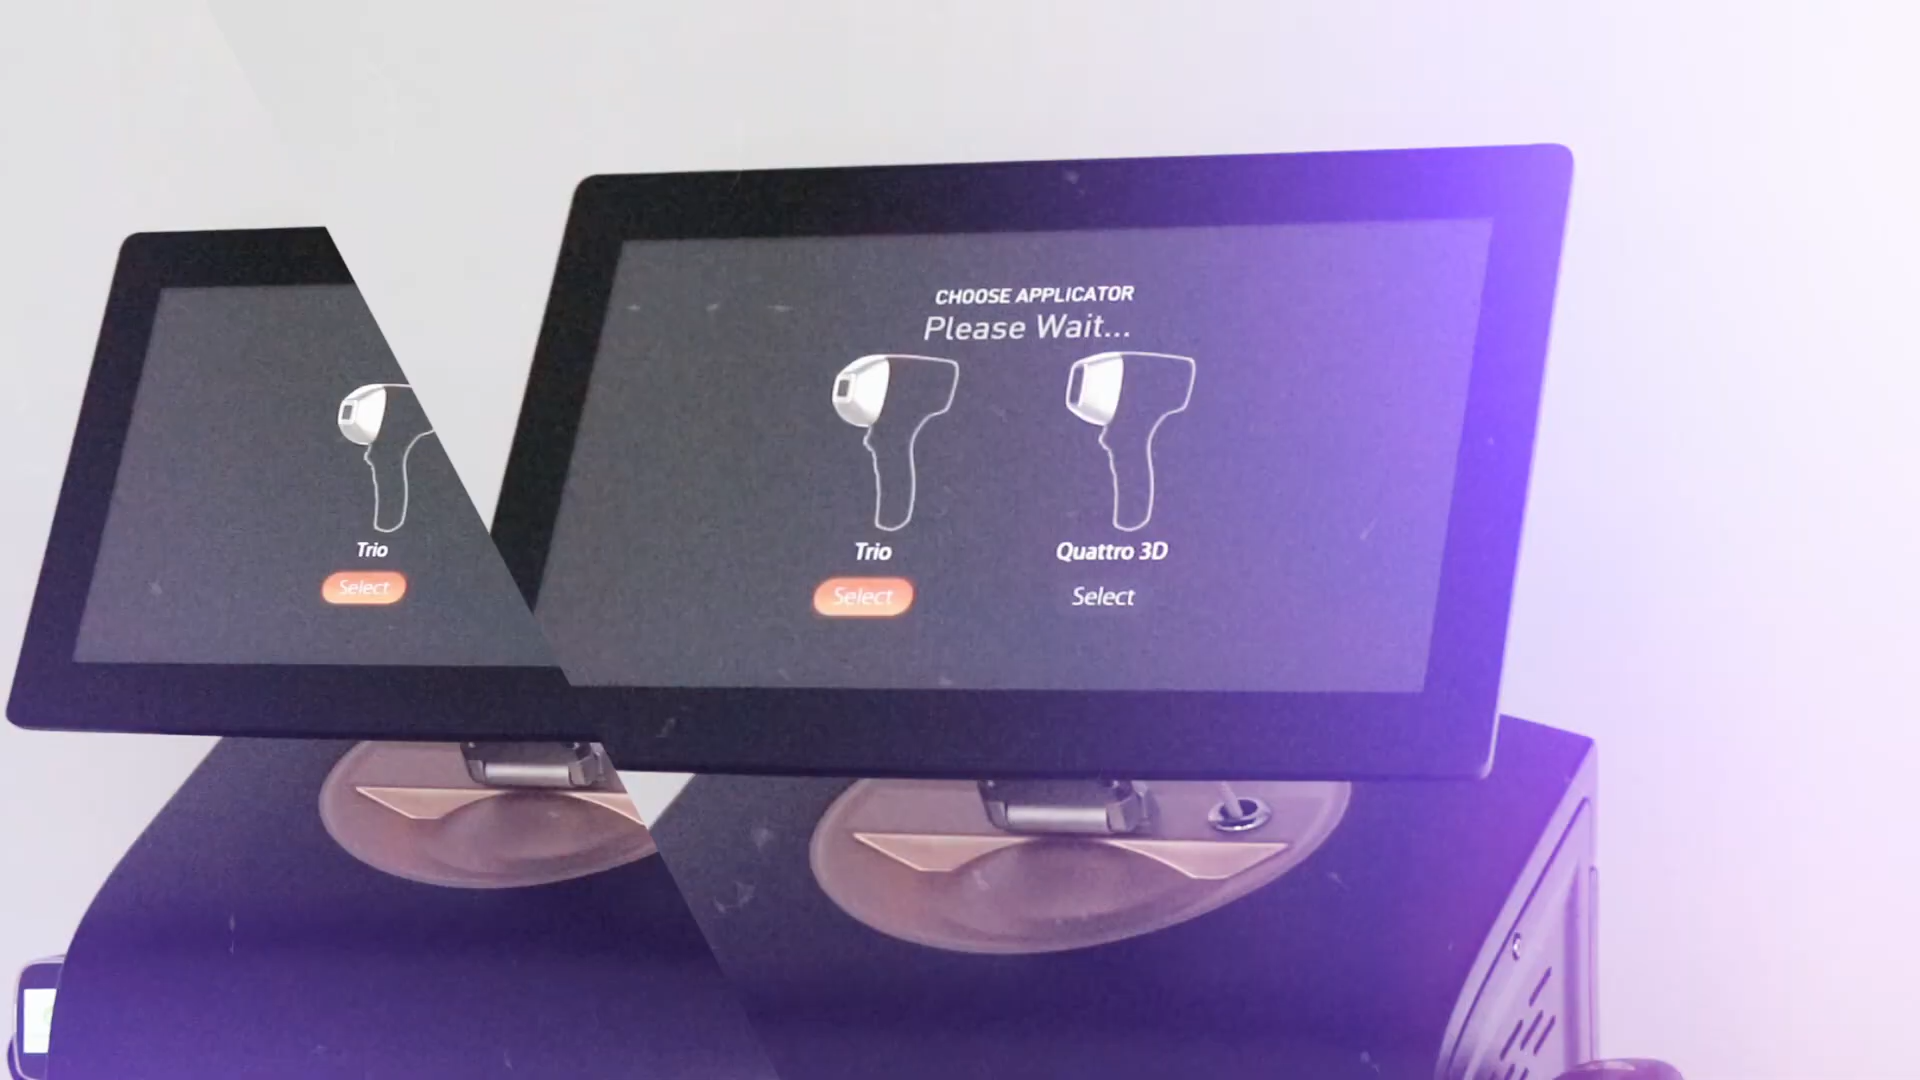 Trio
Select
CHOOSE APPLICATOR
Please Wait...
Trio
Quattro 3D
Select
Select